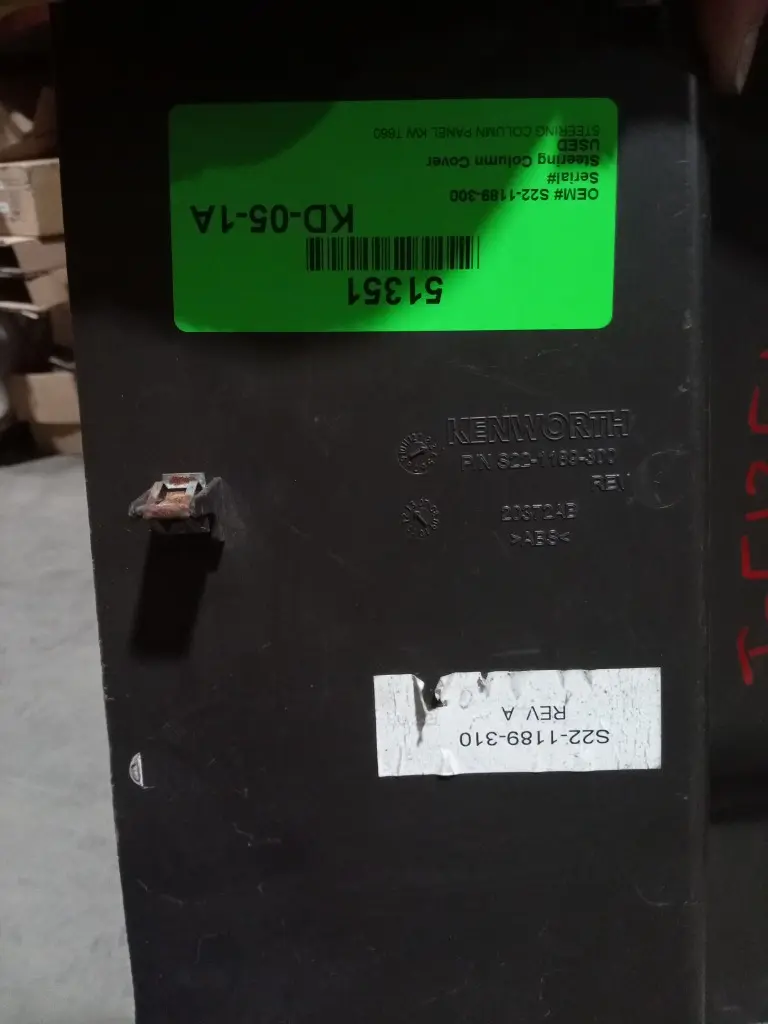 51351
KD-05-1A
OEM# S22-1189-300
Serial#
Steering Column Cover
USED
STEERING COLUMN PANEL KW T660
KENWORTH
P/N S22-1189-300
REV
20372AB
>ABS<
S22-1189-310
REV A